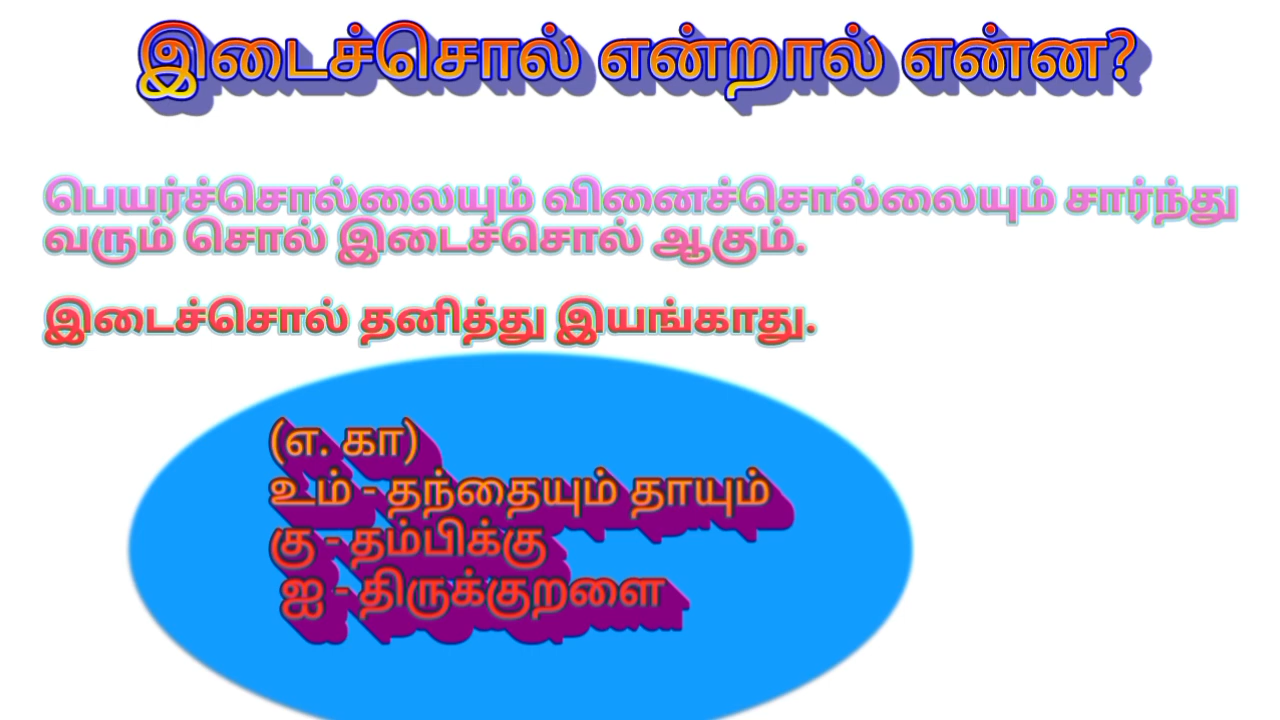 இடைச்சொல் என்றால் என்ன?
பெயர்ச்சொல்லையும் வினைச்சொல்லையும் சார்ந்து
வரும் சொல் இடைச்சொல் ஆகும்.
இடைச்சொல் தனித்து இயங்காது.
(எ. கா)
உம் - தந்தையும் தாயும்
கு - தம்பிக்கு
ஐ - திருக்குறளை